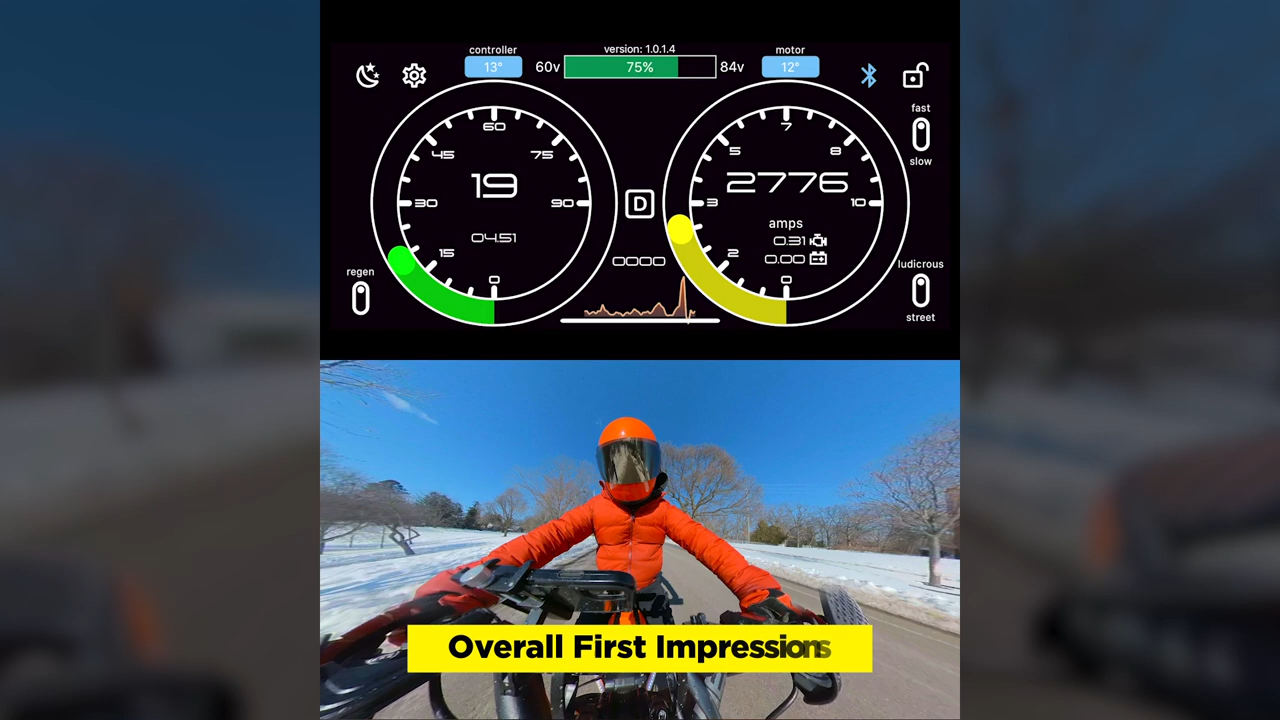 controller
version: 1.0.1.4
motor
13°
60v
75%
84v
12°
fast
slow
60
45
75
30
90
15
0
19
04.51
D
0000
7
5
8
3
10
2
0
2776
amps
0.31
0.00
regen
ludicrous
street
Overall First Impressions